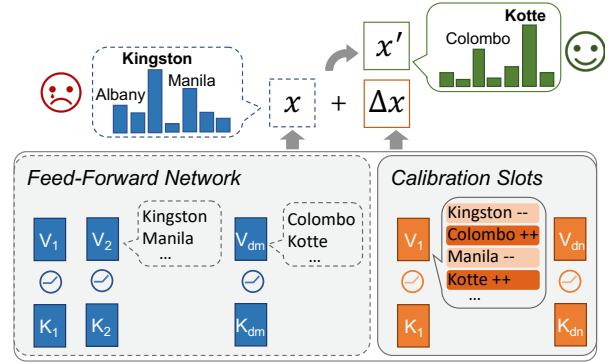 Kotte
Kingston
Colombo
Manila
Albany
x + Δx
x′
Feed-Forward Network
Calibration Slots
Kingston
Manila
...
Colombo
Kotte
...
Kingston --
Colombo ++
Manila --
Kotte ++
...
V1 V2 Vdm V1 Vdn
K1 K2 Kdm K1 Kdn